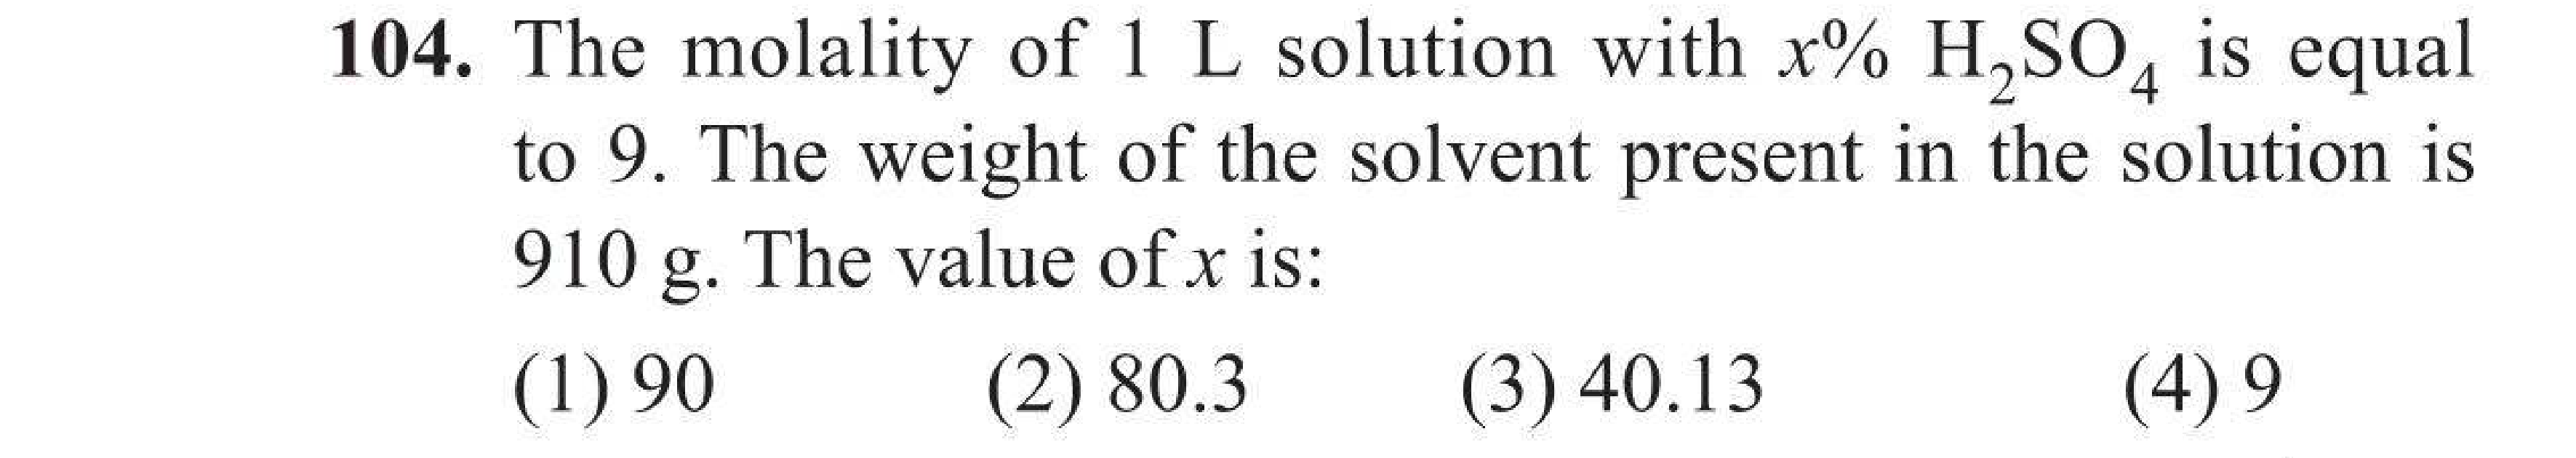 104. The molality of 1 L solution with x% H₂SO₄ is equal
to 9. The weight of the solvent present in the solution is
910 g. The value of x is:
(1) 90 (2) 80.3 (3) 40.13 (4) 9